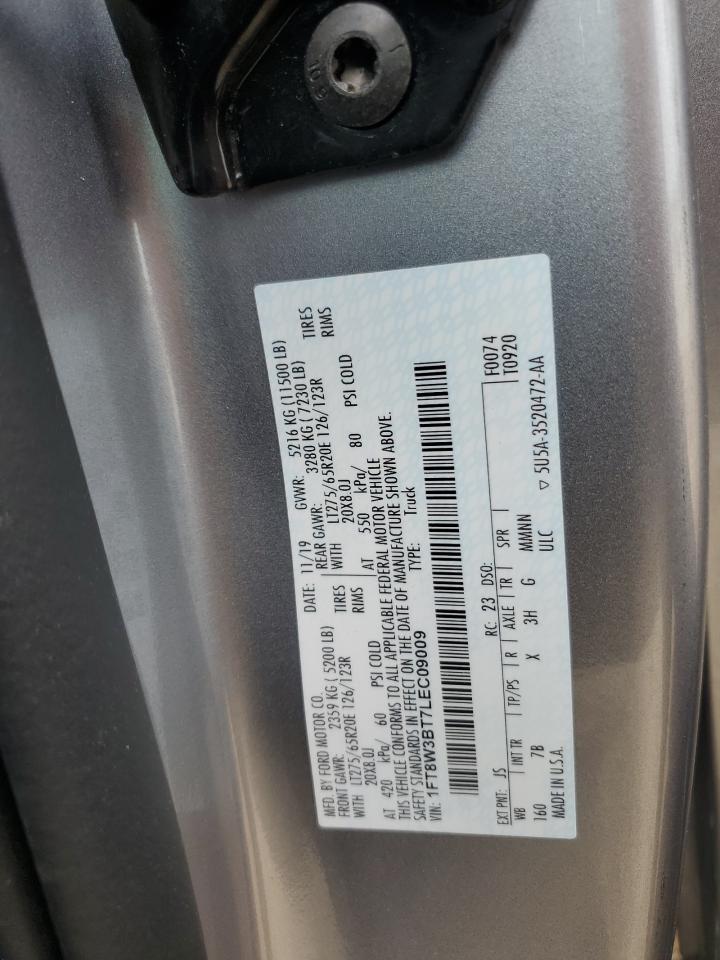 10.9
MFD. BY FORD MOTOR CO.
DATE: 11/19 GVWR: 5216 KG (11500 LB)
FRONT GAWR: 2359 KG ( 5200 LB) REAR GAWR: 3280 KG ( 7230 LB)
WITH LT275/65R20E 126/123R TIRES WITH LT275/65R20E 126/123R TIRES
20X8.0J RIMS 20X8.0J RIMS
AT 420 kPa/ 60 PSI COLD AT 550 kPa/ 80 PSI COLD
THIS VEHICLE CONFORMS TO ALL APPLICABLE FEDERAL MOTOR VEHICLE
SAFETY STANDARDS IN EFFECT ON THE DATE OF MANUFACTURE SHOWN ABOVE.
VIN: 1FT8W3BT7LEC09009 TYPE: Truck
F0074
EXT PNT: JS RC: 23 DSO: T0920
WB INT TR TP/PS R AXLE TR SPR
160 7B X 3H G MMNN
MADE IN U.S.A. ULC ▽ 5U5A-3520472-AA